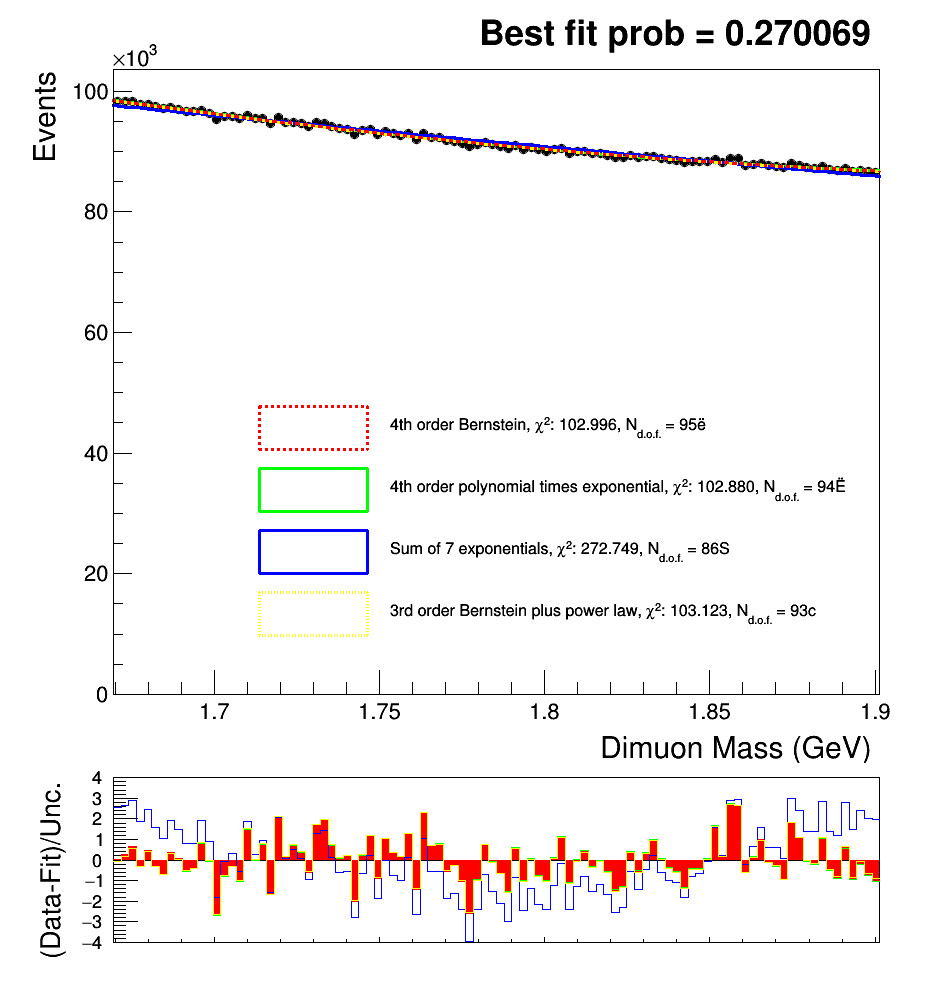 Best fit prob = 0.270069
×10³
Events
100
80
60
40
20
0
4th order Bernstein, χ²: 102.996, N_d.o.f. = 95ë
4th order polynomial times exponential, χ²: 102.880, N_d.o.f. = 94Ë
Sum of 7 exponentials, χ²: 272.749, N_d.o.f. = 86S
3rd order Bernstein plus power law, χ²: 103.123, N_d.o.f. = 93c
1.7 1.75 1.8 1.85 1.9
Dimuon Mass (GeV)
(Data-Fit)/Unc.
4
3
2
1
0
−1
−2
−3
−4